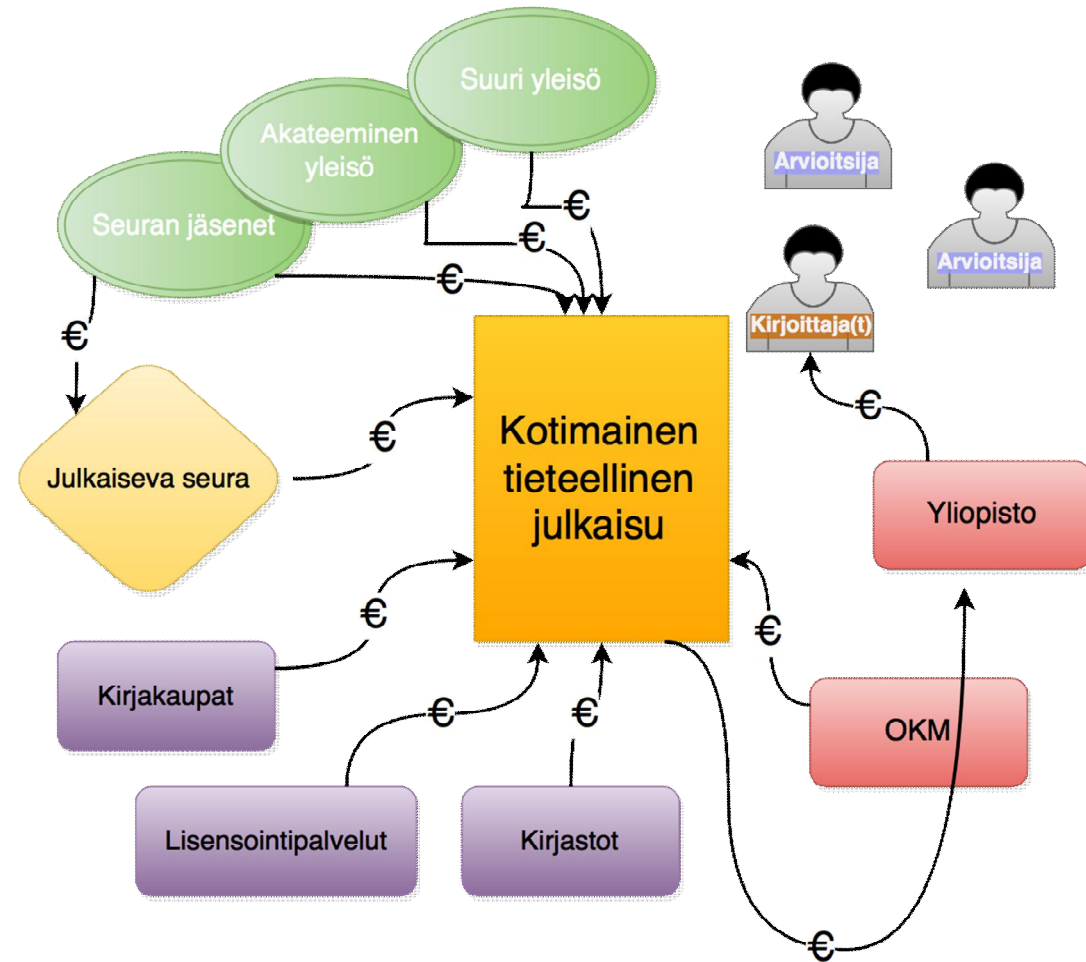 Suuri yleisö
Akateeminen
yleisö
Seuran jäsenet
€
€
€
€
Arvioitsija
Arvioitsija
Kirjoittaja(t)
€
Julkaiseva seura
€
Kotimainen
tieteellinen
julkaisu
Yliopisto
€
€
Kirjakaupat
OKM
€
€
Lisensointipalvelut
Kirjastot
€